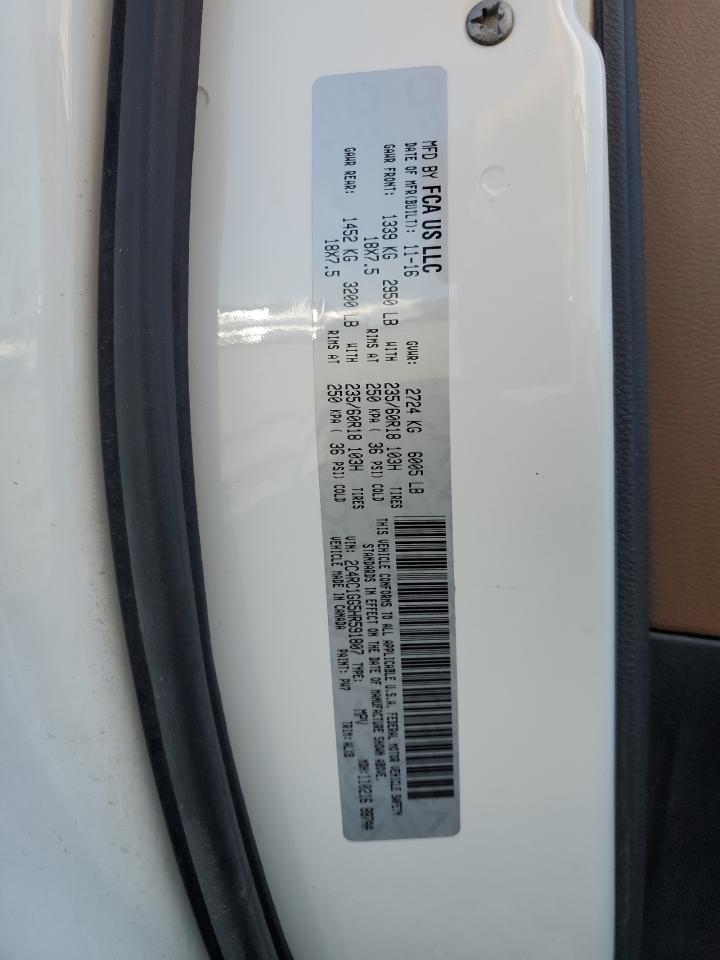 MFD BY FCA US LLC
DATE OF MFR(BUILT): 11-16 GVWR: 2724 KG 6005 LB
GAWR FRONT: 1339 KG 2950 LB WITH 235/60R18 103H TIRES
18X7.5 RIMS AT 250 KPA ( 36 PSI) COLD
GAWR REAR: 1452 KG 3200 LB WITH 235/60R18 103H TIRES
18X7.5 RIMS AT 250 KPA ( 36 PSI) COLD
THIS VEHICLE CONFORMS TO ALL APPLICABLE U.S.A. FEDERAL MOTOR VEHICLE SAFETY
STANDARDS IN EFFECT ON THE DATE OF MANUFACTURE SHOWN ABOVE.
VIN: 2C4RC1GG5HR591807 TYPE: MPV MDH:110216
VEHICLE MADE IN CANADA PAINT: PW7 TRIM: